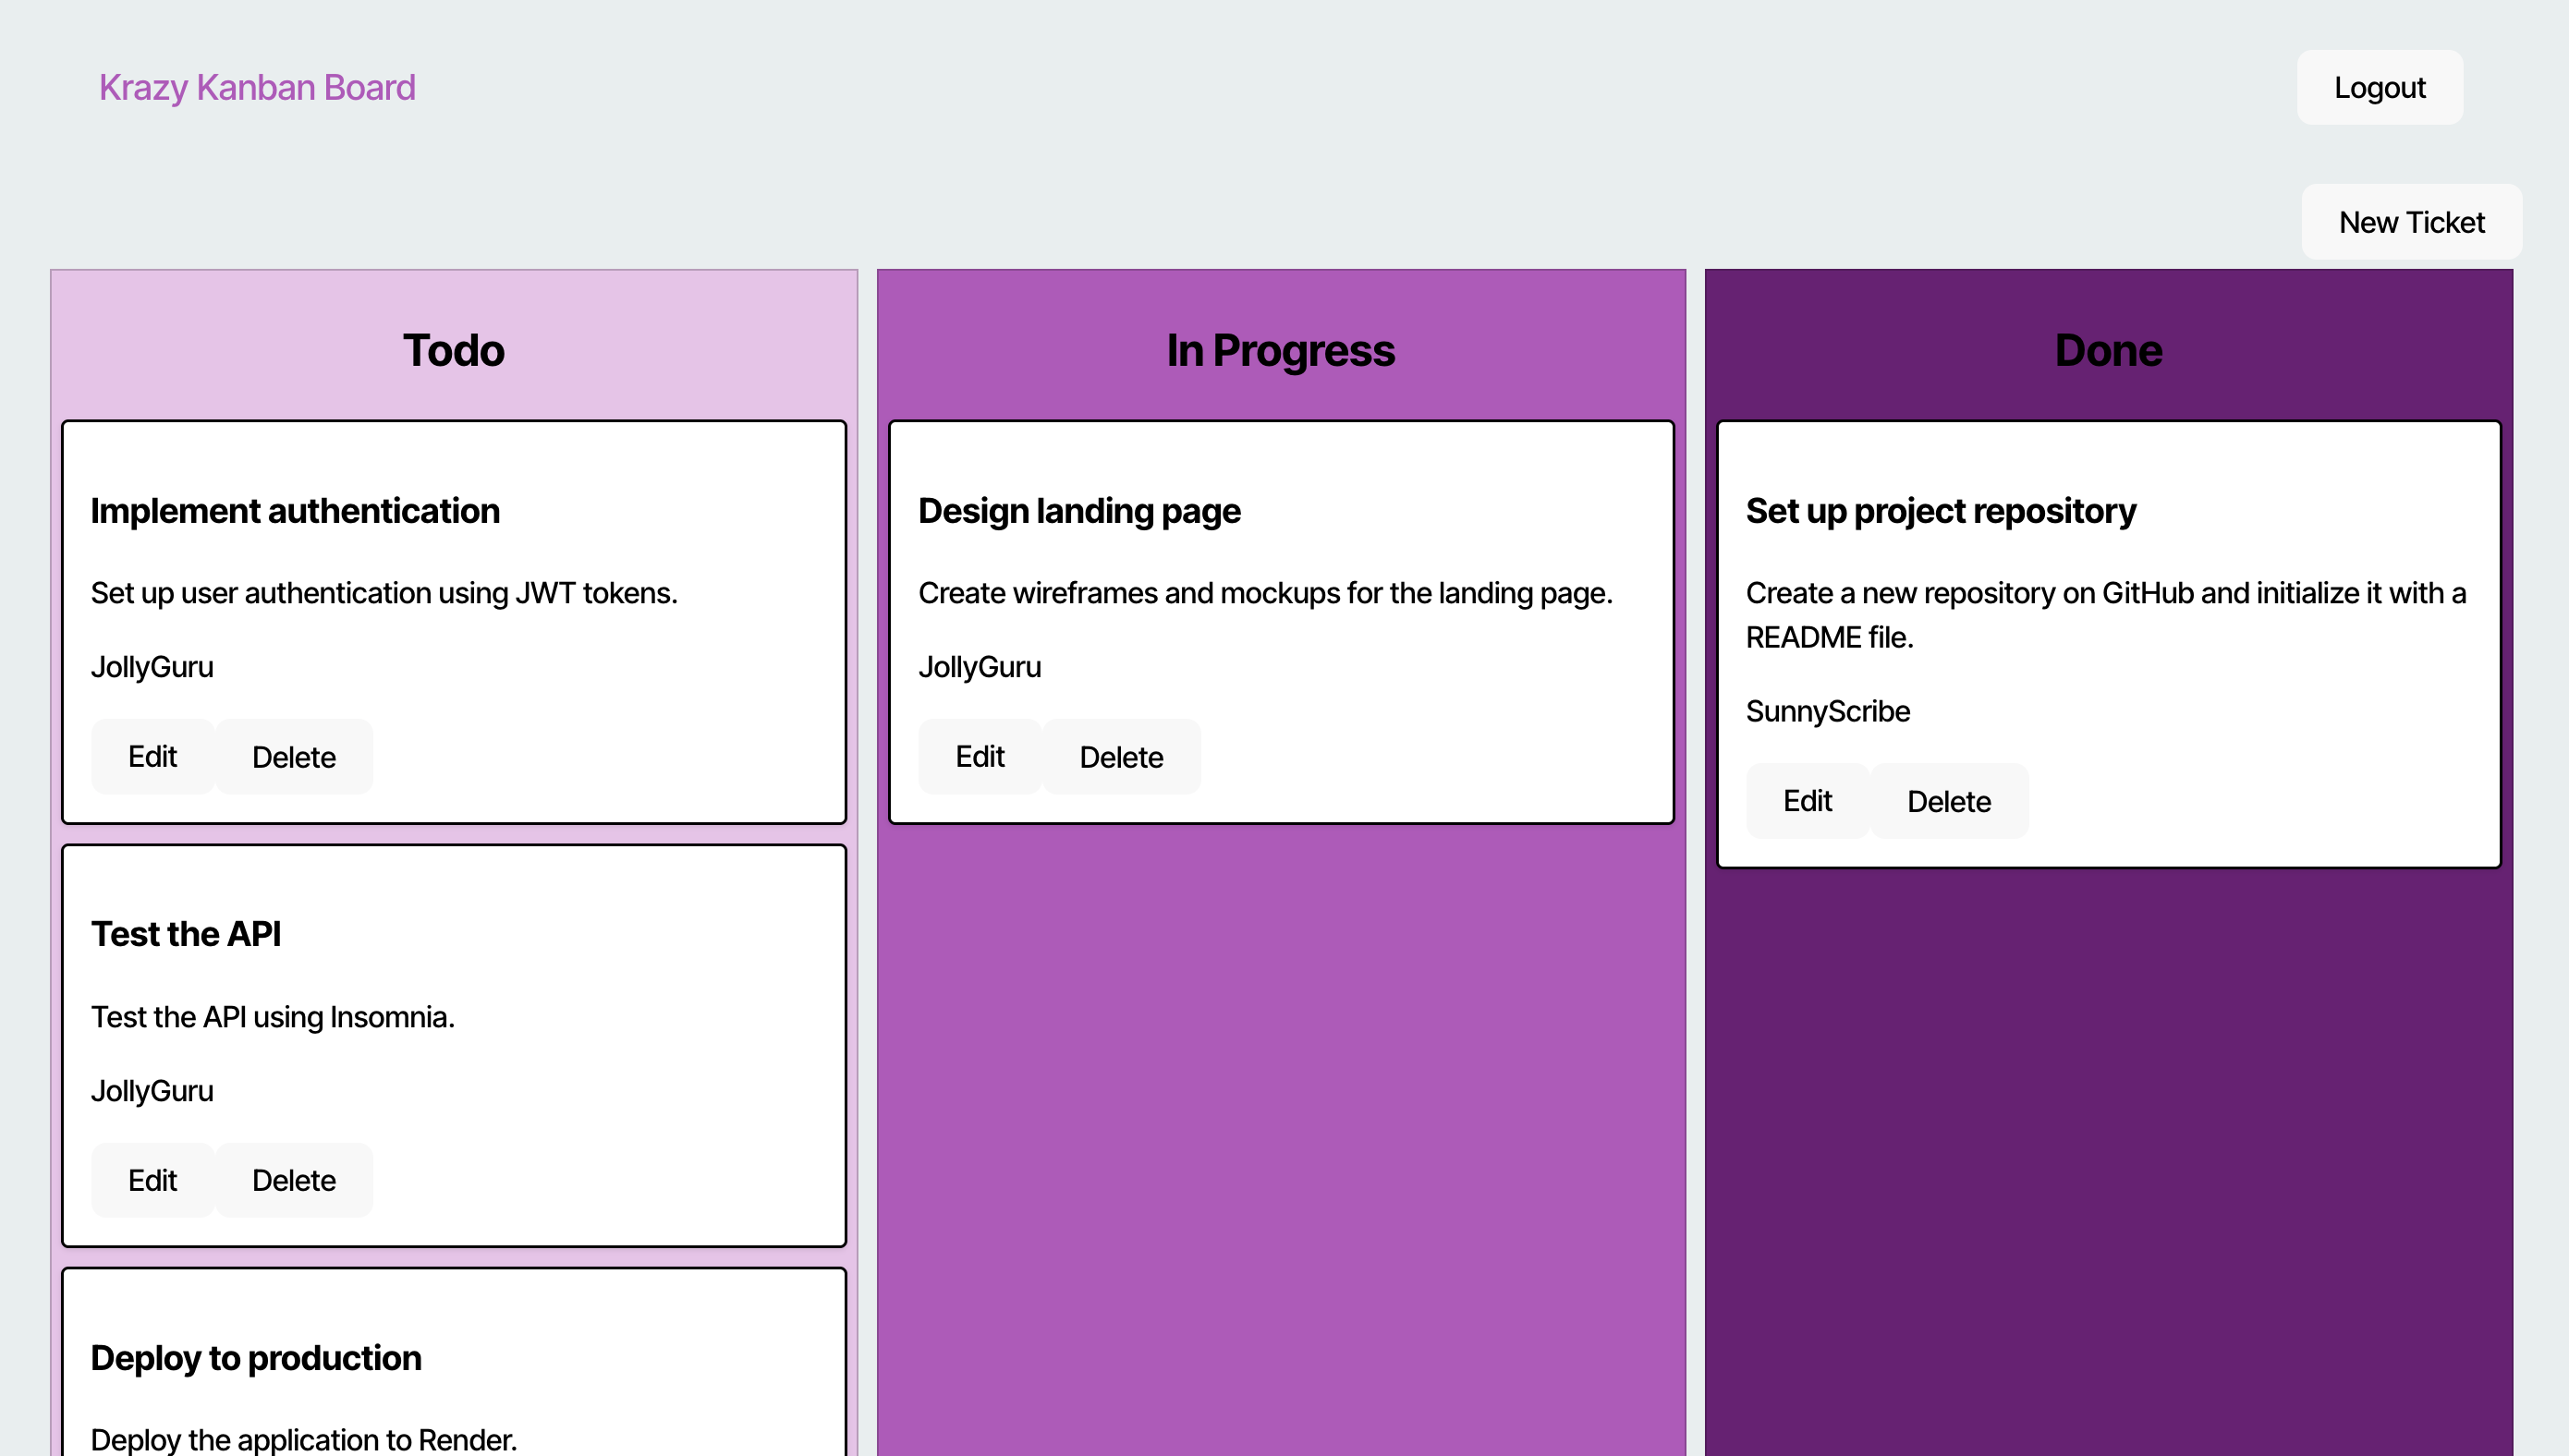 Krazy Kanban Board
Logout
New Ticket
Todo
Implement authentication
Set up user authentication using JWT tokens.
JollyGuru
Edit
Delete
Test the API
Test the API using Insomnia.
JollyGuru
Edit
Delete
Deploy to production
Deploy the application to Render.
In Progress
Design landing page
Create wireframes and mockups for the landing page.
JollyGuru
Edit
Delete
Done
Set up project repository
Create a new repository on GitHub and initialize it with a
README file.
SunnyScribe
Edit
Delete